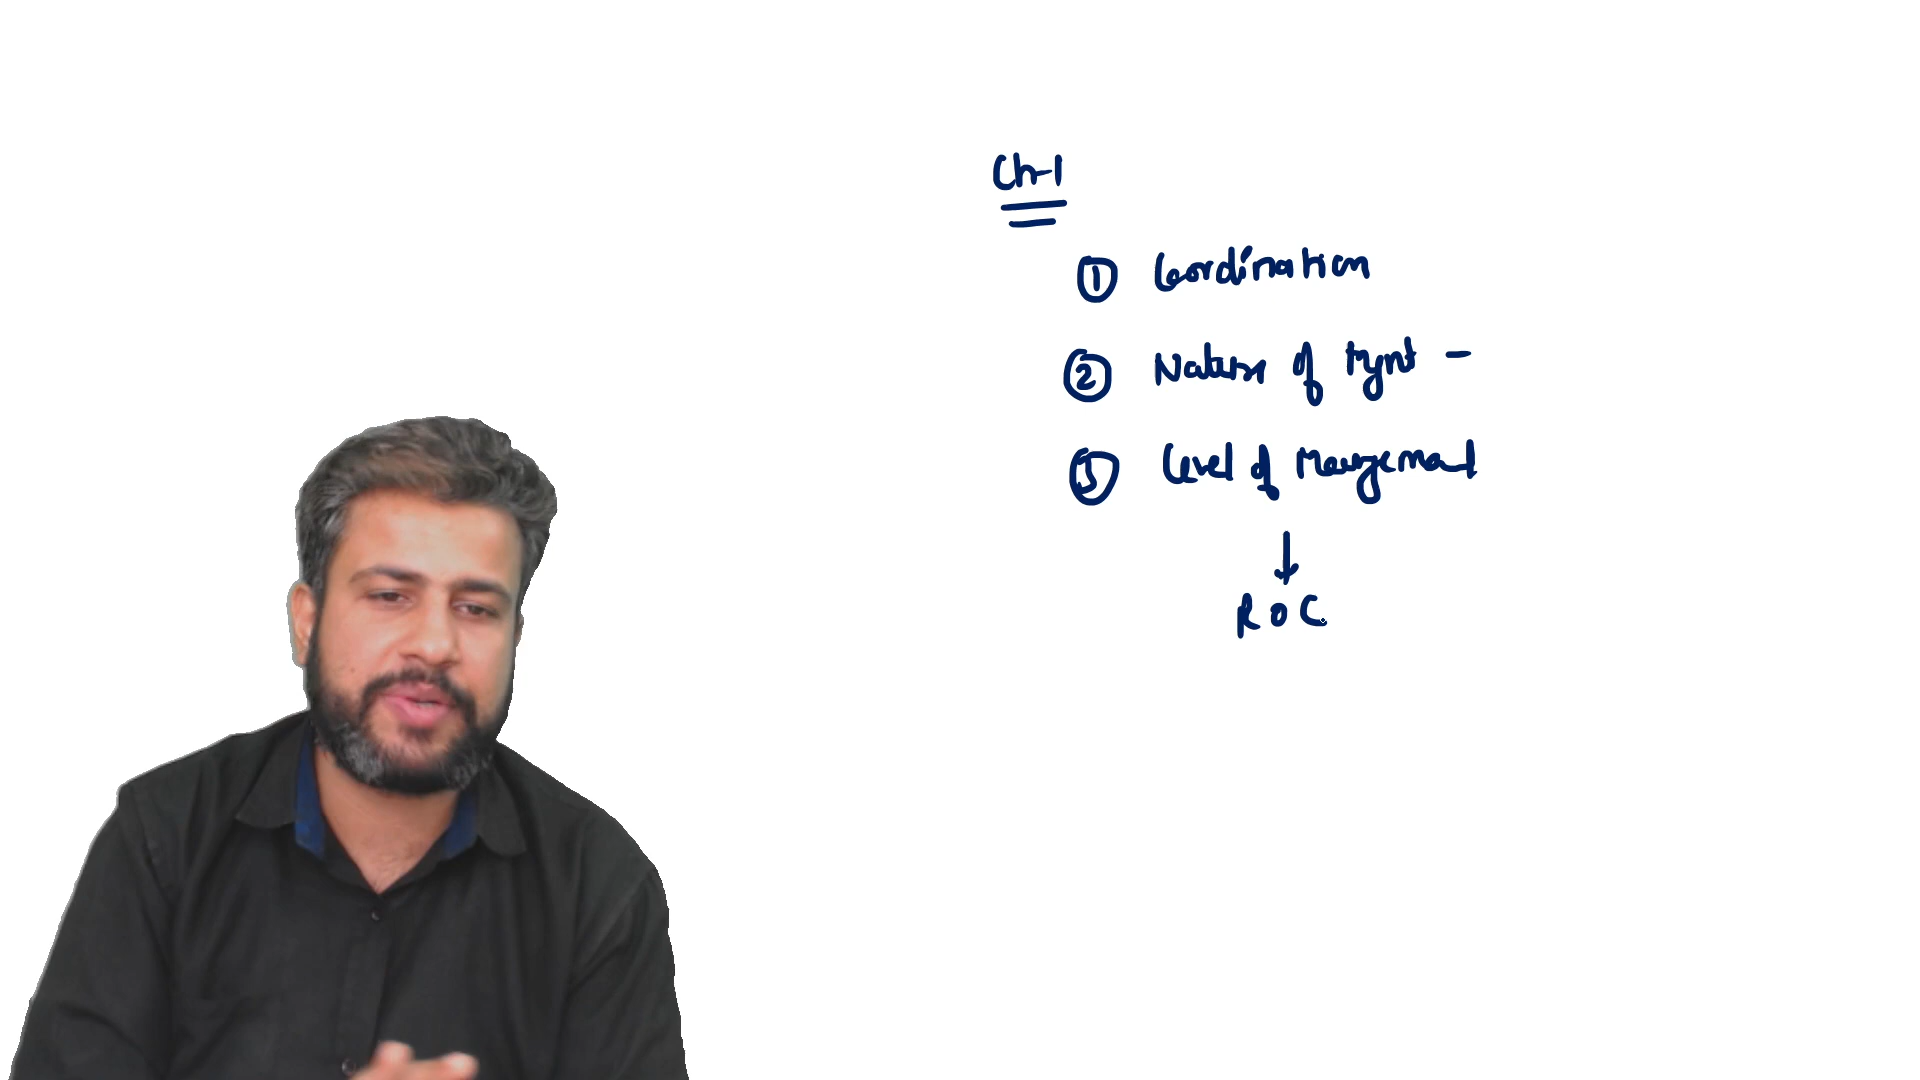 Ch-1
① Coordination
② Nature of Mgmt -
③ Level of Management
↓
ROC